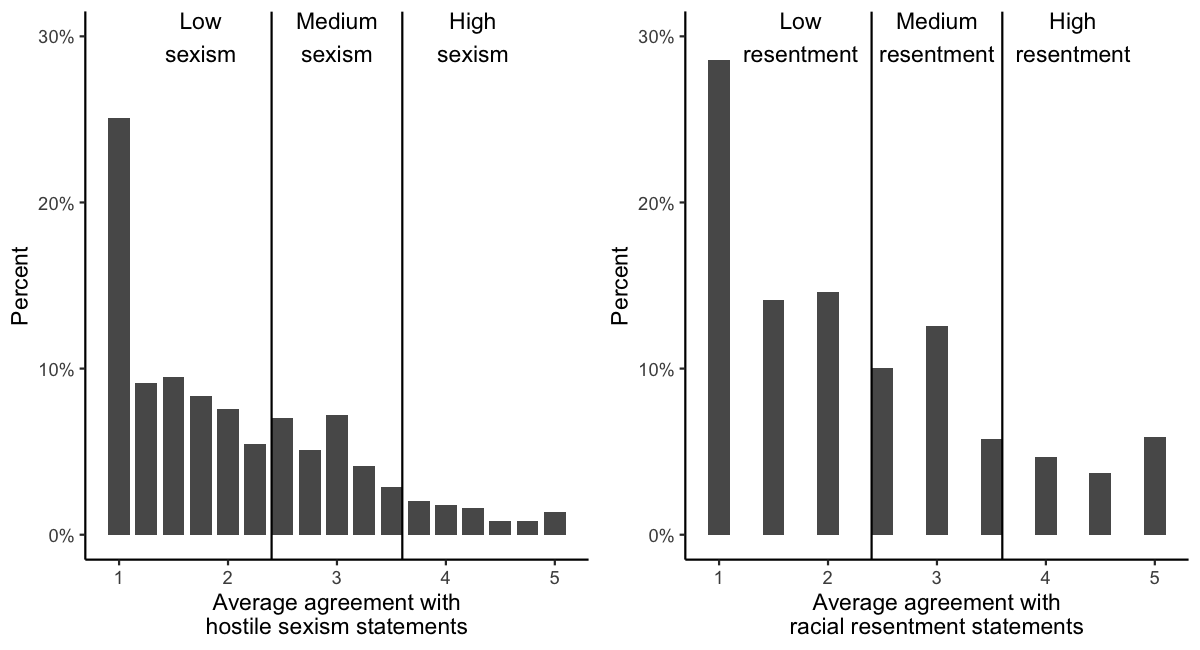 Low
sexism
Medium
sexism
High
sexism
30%
20%
10%
0%
Percent
1 2 3 4 5
Average agreement with
hostile sexism statements
Low
resentment
Medium
resentment
High
resentment
30%
20%
10%
0%
Percent
1 2 3 4 5
Average agreement with
racial resentment statements